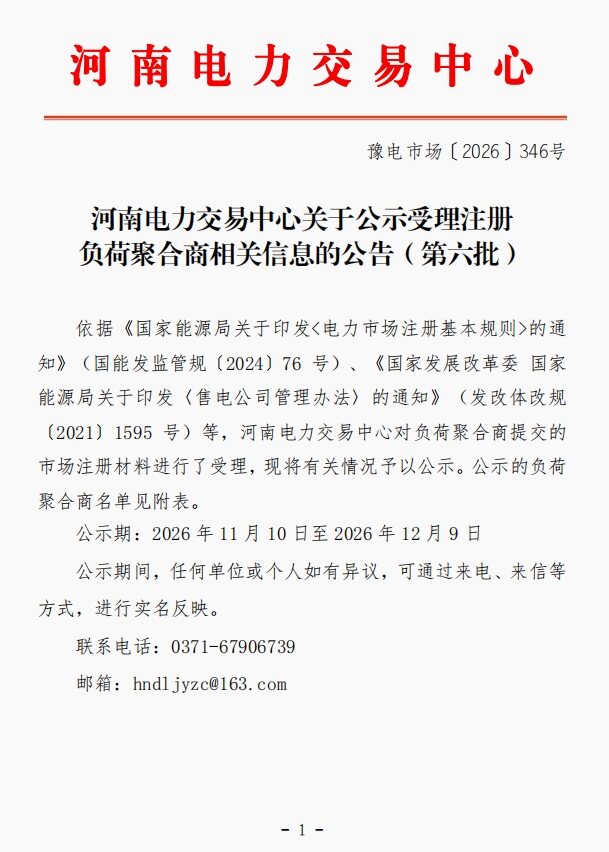 河南电力交易中心
豫电市场〔2026〕346号
河南电力交易中心关于公示受理注册
负荷聚合商相关信息的公告（第六批）
依据《国家能源局关于印发<电力市场注册基本规则>的通
知》（国能发监管规〔2024〕76 号）、《国家发展改革委 国家
能源局关于印发〈售电公司管理办法〉的通知》（发改体改规
〔2021〕1595 号）等，河南电力交易中心对负荷聚合商提交的
市场注册材料进行了受理，现将有关情况予以公示。公示的负荷
聚合商名单见附表。
公示期：2026 年 11 月 10 日至 2026 年 12 月 9 日
公示期间，任何单位或个人如有异议，可通过来电、来信等
方式，进行实名反映。
联系电话：0371-67906739
邮箱：hndljyzc@163.com
- 1 -